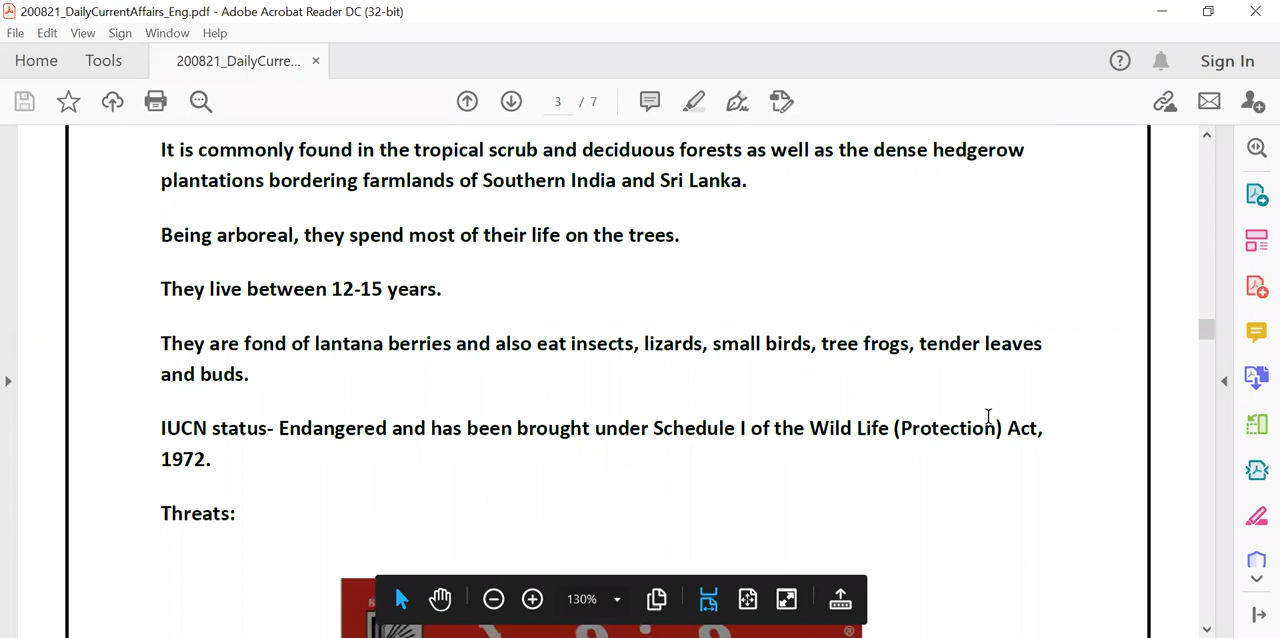 200821_DailyCurrentAffairs_Eng.pdf - Adobe Acrobat Reader DC (32-bit)
File Edit View Sign Window Help
Home Tools 200821_DailyCurre... × Sign In
3 / 7
It is commonly found in the tropical scrub and deciduous forests as well as the dense hedgerow
plantations bordering farmlands of Southern India and Sri Lanka.
Being arboreal, they spend most of their life on the trees.
They live between 12-15 years.
They are fond of lantana berries and also eat insects, lizards, small birds, tree frogs, tender leaves
and buds.
IUCN status- Endangered and has been brought under Schedule I of the Wild Life (Protection) Act,
1972.
Threats:
130%